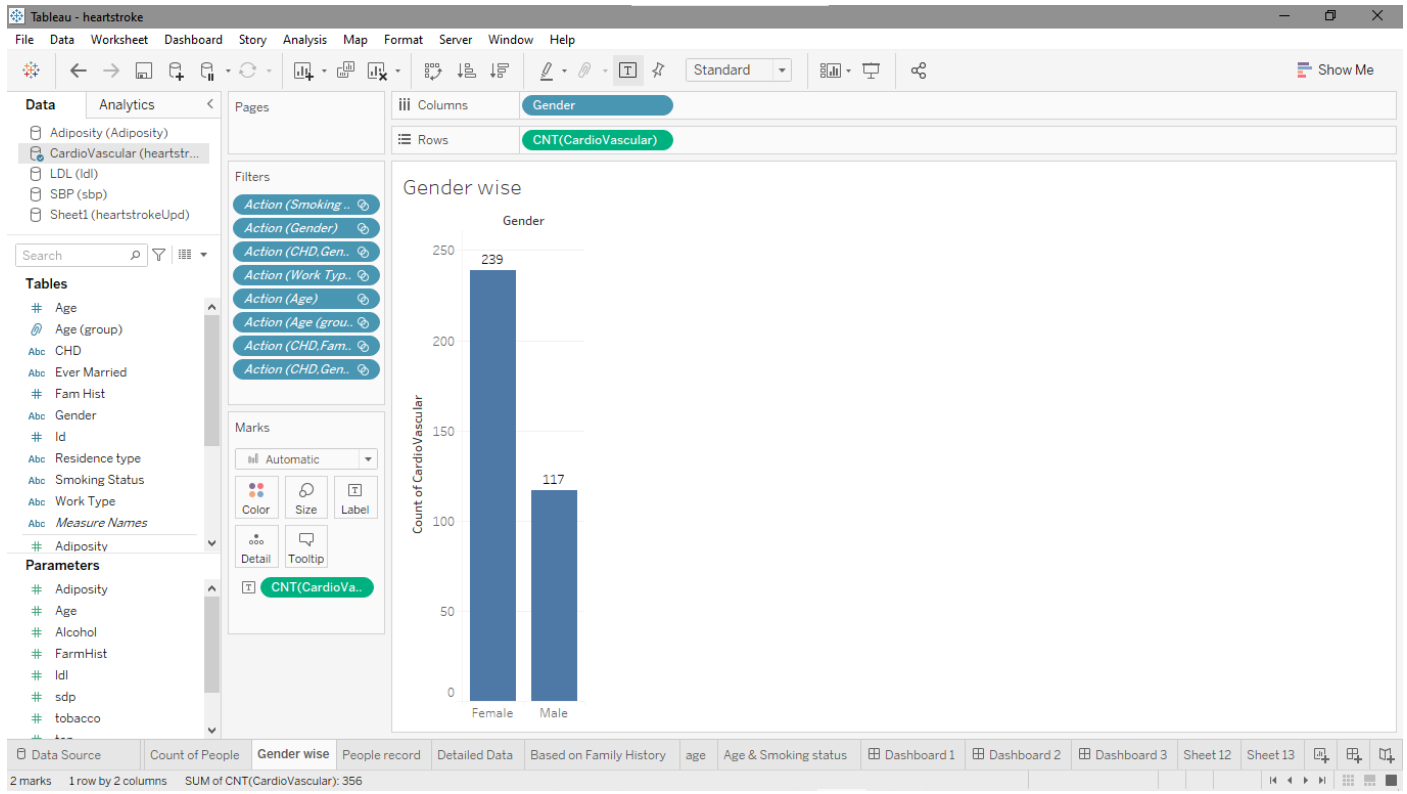 Tableau - heartstroke
File Data Worksheet Dashboard Story Analysis Map Format Server Window Help
Standard
Show Me
Data Analytics
Adiposity (Adiposity)
CardioVascular (heartstr...
LDL (ldl)
SBP (sbp)
Sheet1 (heartstrokeUpd)
Search
Tables
# Age
Age (group)
Abc CHD
Abc Ever Married
# Fam Hist
Abc Gender
# Id
Abc Residence type
Abc Smoking Status
Abc Work Type
Abc Measure Names
# Adiposity
Parameters
# Adiposity
# Age
# Alcohol
# FarmHist
# ldl
# sdp
# tobacco
Pages
Filters
Action (Smoking ..
Action (Gender)
Action (CHD,Gen..
Action (Work Typ..
Action (Age)
Action (Age (grou..
Action (CHD,Fam..
Action (CHD,Gen..
Marks
Automatic
Color Size T Label
Detail Tooltip
T CNT(CardioVa..
Columns Gender
Rows CNT(CardioVascular)
Gender wise
Gender
Count of CardioVascular
250
200
150
100
50
0
239
117
Female Male
Data Source Count of People Gender wise People record Detailed Data Based on Family History age Age & Smoking status Dashboard 1 Dashboard 2 Dashboard 3 Sheet 12 Sheet 13
2 marks 1 row by 2 columns SUM of CNT(CardioVascular): 356